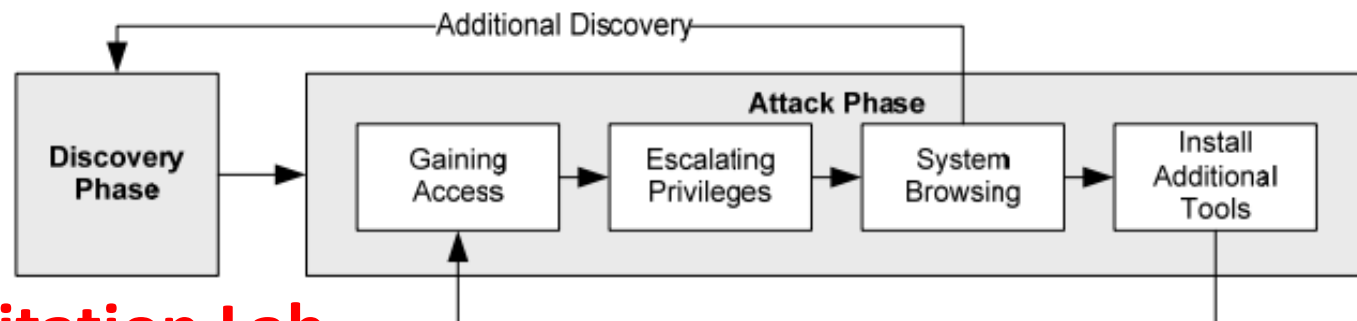 Additional Discovery
Attack Phase
Discovery
Phase
Gaining
Access
Escalating
Privileges
System
Browsing
Install
Additional
Tools